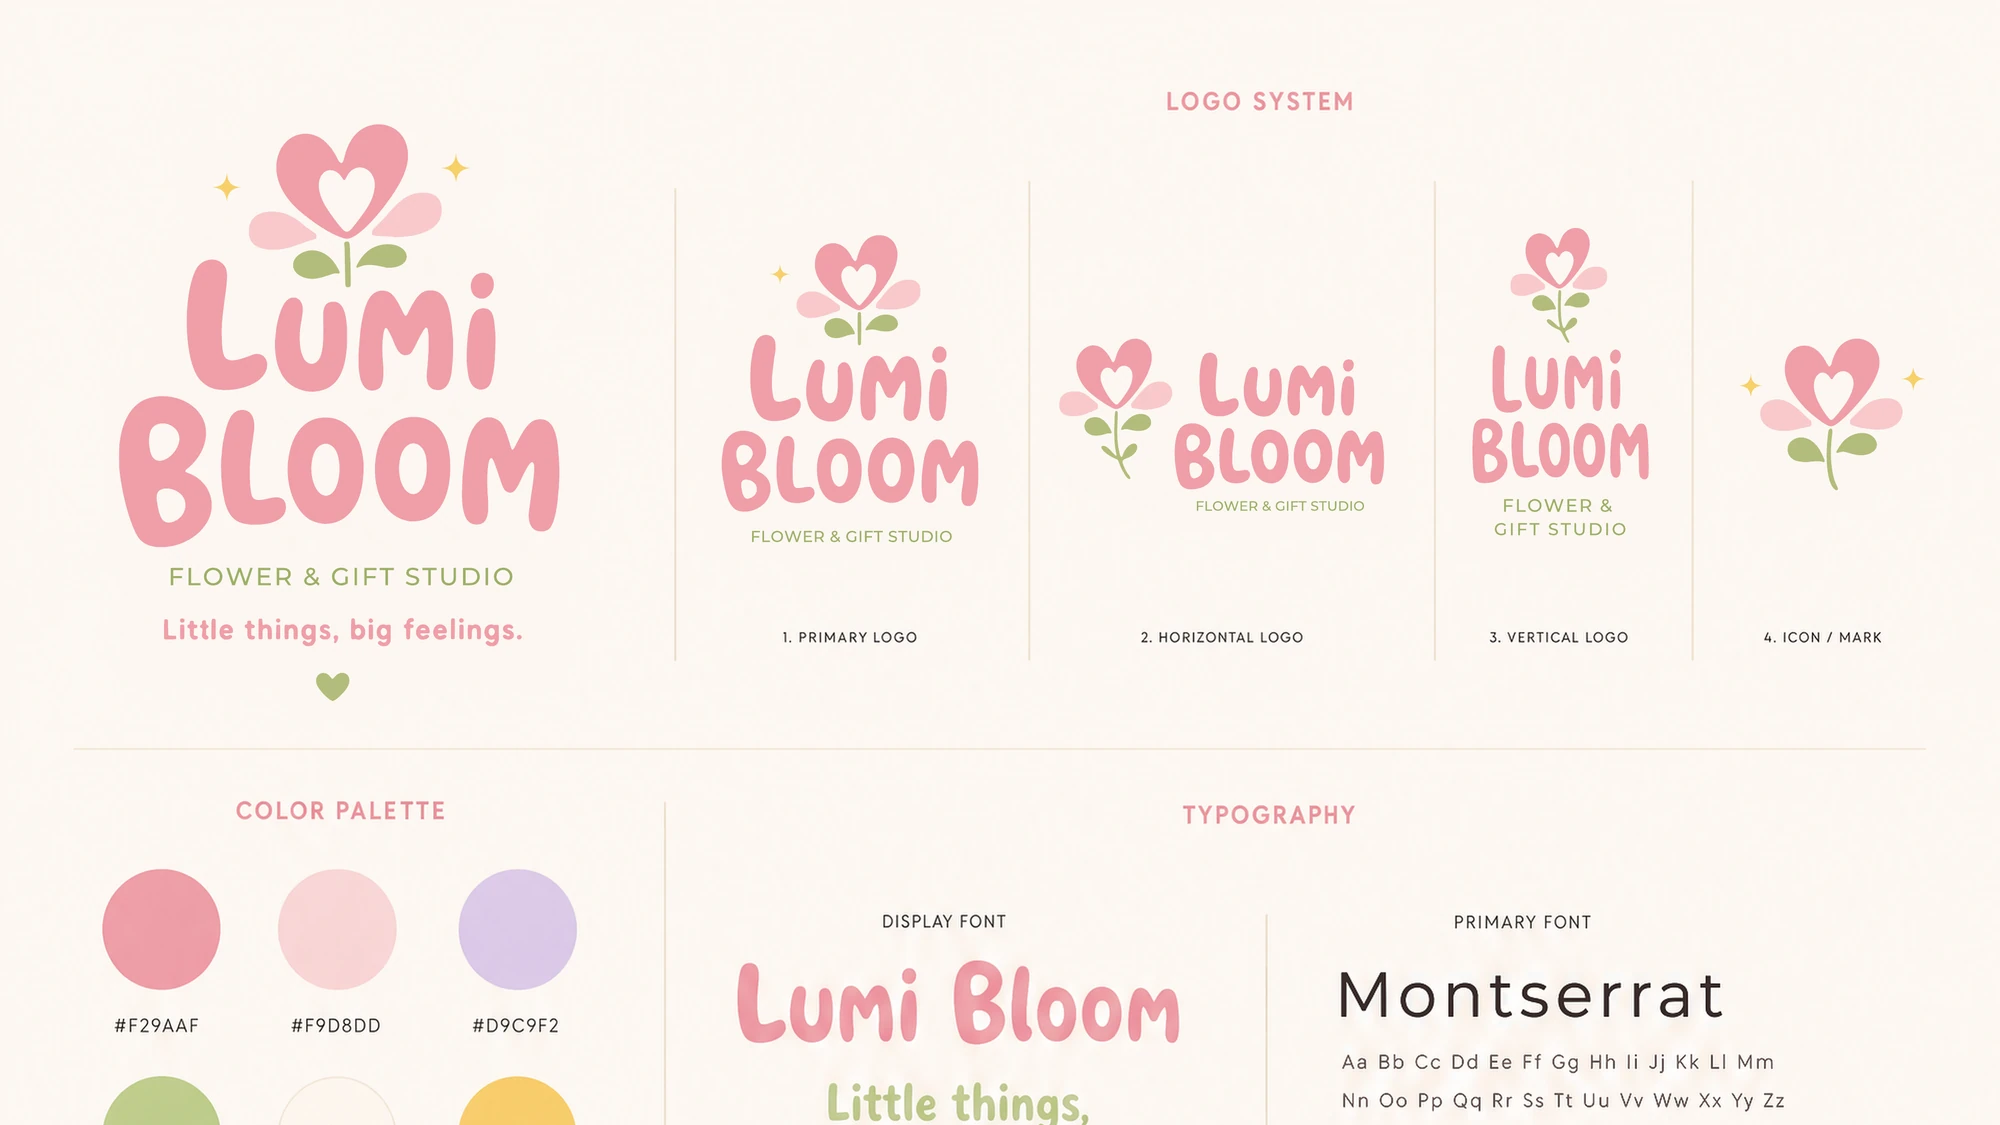 Lumi
BLOOM
FLOWER & GIFT STUDIO
Little things, big feelings.
LOGO SYSTEM
Lumi
BLOOM
FLOWER & GIFT STUDIO
1. PRIMARY LOGO
Lumi
BLOOM
FLOWER & GIFT STUDIO
2. HORIZONTAL LOGO
Lumi
BLOOM
FLOWER &
GIFT STUDIO
3. VERTICAL LOGO
4. ICON / MARK
COLOR PALETTE
#F29AAF
#F9D8DD
#D9C9F2
TYPOGRAPHY
DISPLAY FONT
Lumi Bloom
Little things,
PRIMARY FONT
Montserrat
Aa Bb Cc Dd Ee Ff Gg Hh Ii Jj Kk Ll Mm
Nn Oo Pp Qq Rr Ss Tt Uu Vv Ww Xx Yy Zz